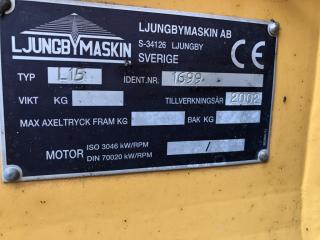 LJUNGBYMASKIN
LJUNGBYMASKIN AB
S-34126 LJUNGBY
SVERIGE
CE
TYP L15 IDENT.NR. 1699
VIKT KG TILLVERKNINGSÅR 2002
MAX AXELTRYCK FRAM KG BAK KG
MOTOR ISO 3046 kW/RPM /
DIN 70020 kW/RPM